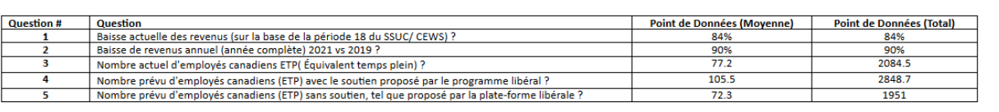 Question # Question Point de Données (Moyenne) Point de Données (Total)
1 Baisse actuelle des revenus (sur la base de la période 18 du SSUC/ CEWS) ? 84% 84%
2 Baisse de revenus annuel (année complète) 2021 vs 2019 ? 90% 90%
3 Nombre actuel d'employés canadiens ETP( Équivalent temps plein) ? 77.2 2084.5
4 Nombre prévu d'employés canadiens (ETP) avec le soutien proposé par le programme libéral ? 105.5 2848.7
5 Nombre prévu d'employés canadiens (ETP) sans soutien, tel que proposé par la plate-forme libérale ? 72.3 1951